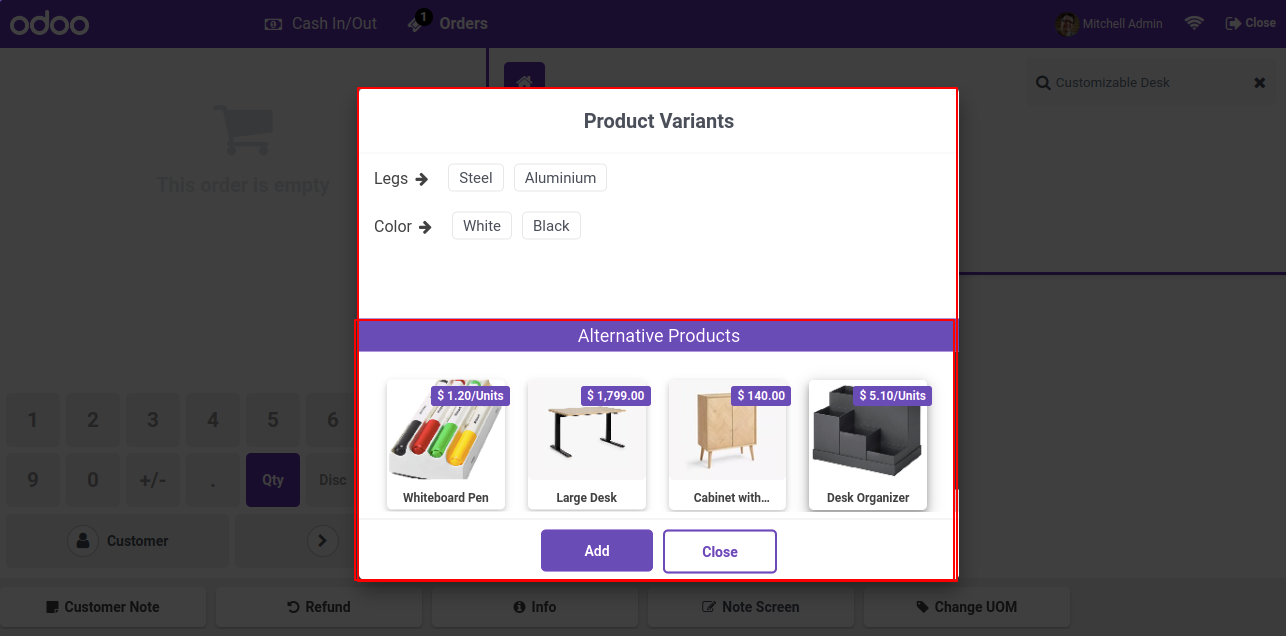 odoo
Cash In/Out
1
Orders
Mitchell Admin
Close
Customizable Desk
This order is empty
Product Variants
Legs
Steel
Aluminium
Color
White
Black
Alternative Products
$ 1.20/Units
$ 1,799.00
$ 140.00
$ 5.10/Units
Whiteboard Pen
Large Desk
Cabinet with...
Desk Organizer
1
2
3
4
5
6
9
0
+/-
.
Qty
Disc
Customer
Add
Close
Customer Note
Refund
Info
Note Screen
Change UOM